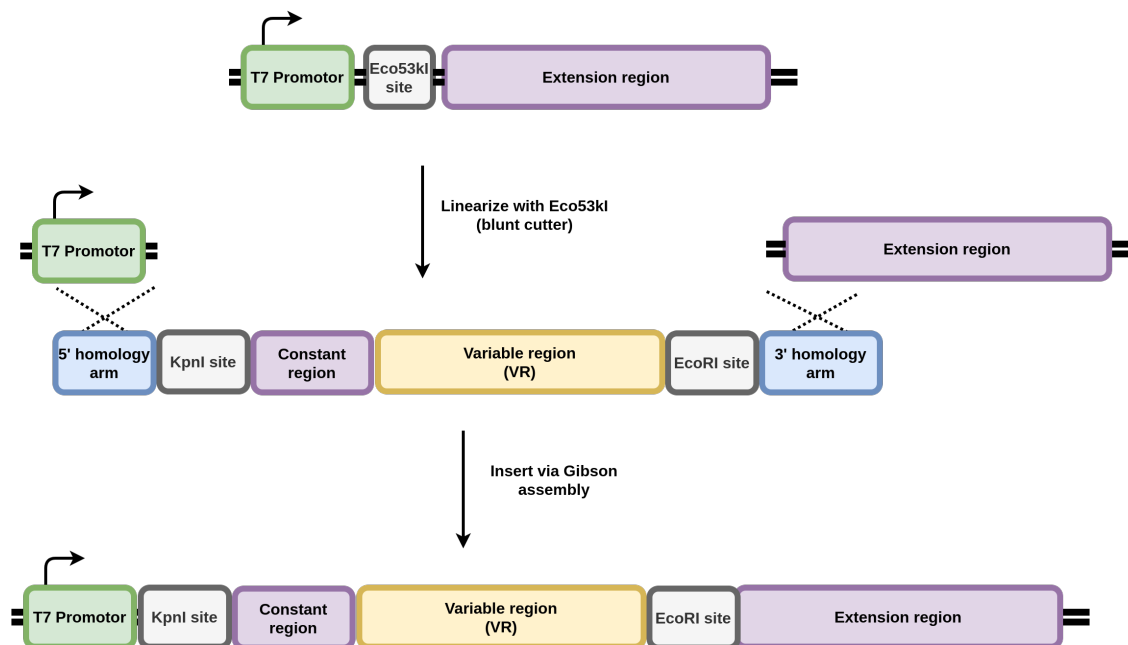 T7 Promotor
Eco53kI
site
Extension region
Linearize with Eco53kI
(blunt cutter)
T7 Promotor
Extension region
5' homology
arm
KpnI site
Constant
region
Variable region
(VR)
EcoRI site
3' homology
arm
Insert via Gibson
assembly
T7 Promotor
KpnI site
Constant
region
Variable region
(VR)
EcoRI site
Extension region